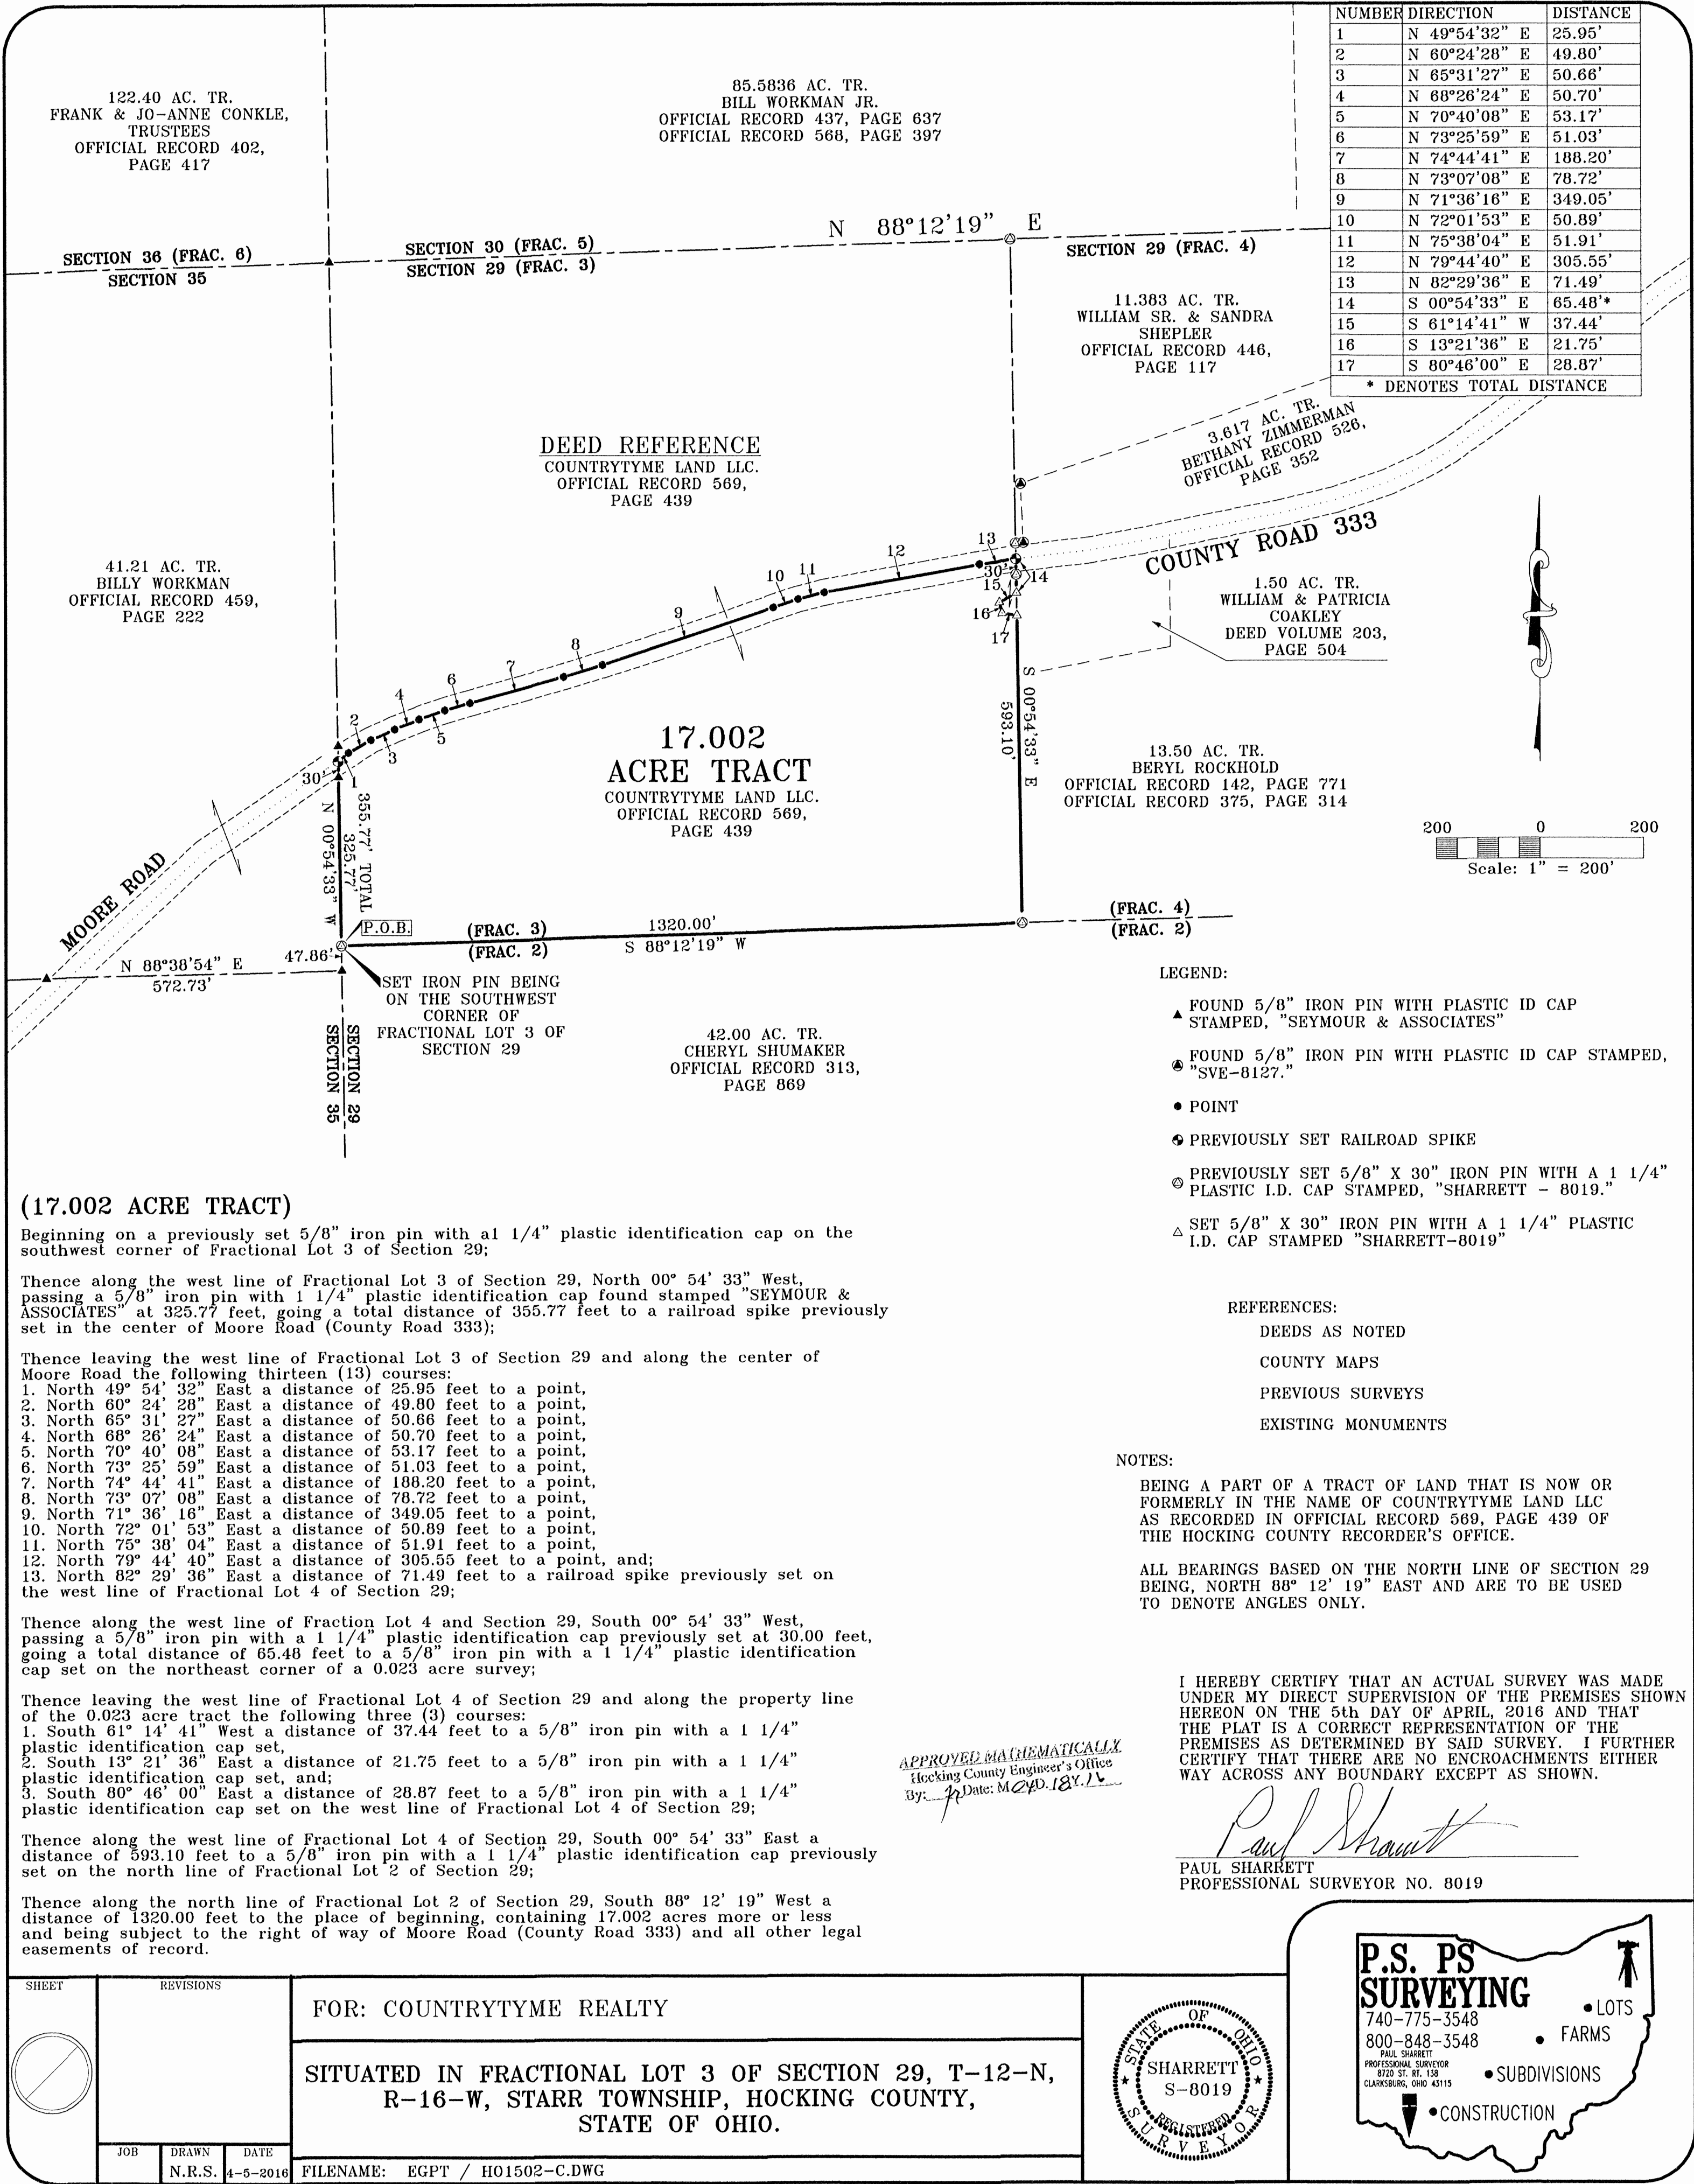 NUMBER DIRECTION DISTANCE
1 N 49°54'32" E 25.95'
2 N 60°24'28" E 49.80'
3 N 65°31'27" E 50.66'
4 N 68°26'24" E 50.70'
5 N 70°40'08" E 53.17'
6 N 73°25'59" E 51.03'
7 N 74°44'41" E 188.20'
8 N 73°07'08" E 78.72'
9 N 71°36'16" E 349.05'
10 N 72°01'53" E 50.89'
11 N 75°38'04" E 51.91'
12 N 79°44'40" E 305.55'
13 N 82°29'36" E 71.49'
14 S 00°54'33" E 65.48'*
15 S 61°14'41" W 37.44'
16 S 13°21'36" E 21.75'
17 S 80°46'00" E 28.87'
* DENOTES TOTAL DISTANCE
122.40 AC. TR.
FRANK & JO-ANNE CONKLE,
TRUSTEES
OFFICIAL RECORD 402,
PAGE 417
85.5836 AC. TR.
BILL WORKMAN JR.
OFFICIAL RECORD 437, PAGE 637
OFFICIAL RECORD 568, PAGE 397
N 88°12'19" E
SECTION 36 (FRAC. 6)
SECTION 35
SECTION 30 (FRAC. 5)
SECTION 29 (FRAC. 3)
SECTION 29 (FRAC. 4)
11.383 AC. TR.
WILLIAM SR. & SANDRA
SHEPLER
OFFICIAL RECORD 446,
PAGE 117
3.617 AC. TR.
BETHANY ZIMMERMAN
OFFICIAL RECORD 526,
PAGE 352
DEED REFERENCE
COUNTRYTYME LAND LLC.
OFFICIAL RECORD 569,
PAGE 439
41.21 AC. TR.
BILLY WORKMAN
OFFICIAL RECORD 459,
PAGE 222
COUNTY ROAD 333
1.50 AC. TR.
WILLIAM & PATRICIA
COAKLEY
DEED VOLUME 203,
PAGE 504
13
12
30'
14
11
10
15
16
17
9
8
7
6
4
5
2
3
1
30'
S 00°54'33" E
593.10'
17.002
ACRE TRACT
COUNTRYTYME LAND LLC.
OFFICIAL RECORD 569,
PAGE 439
13.50 AC. TR.
BERYL ROCKHOLD
OFFICIAL RECORD 142, PAGE 771
OFFICIAL RECORD 375, PAGE 314
355.77' TOTAL
325.77'
N 00°54'33" W
200 0 200
Scale: 1" = 200'
MOORE ROAD
P.O.B.
(FRAC. 3)
(FRAC. 2)
1320.00'
S 88°12'19" W
(FRAC. 4)
(FRAC. 2)
47.86'
N 88°38'54" E
572.73'
SET IRON PIN BEING
ON THE SOUTHWEST
CORNER OF
FRACTIONAL LOT 3 OF
SECTION 29
SECTION 29
SECTION 35
42.00 AC. TR.
CHERYL SHUMAKER
OFFICIAL RECORD 313,
PAGE 869
LEGEND:
FOUND 5/8" IRON PIN WITH PLASTIC ID CAP
STAMPED, "SEYMOUR & ASSOCIATES"
FOUND 5/8" IRON PIN WITH PLASTIC ID CAP STAMPED,
"SVE-8127."
POINT
PREVIOUSLY SET RAILROAD SPIKE
PREVIOUSLY SET 5/8" X 30" IRON PIN WITH A 1 1/4"
PLASTIC I.D. CAP STAMPED, "SHARRETT - 8019."
SET 5/8" X 30" IRON PIN WITH A 1 1/4" PLASTIC
I.D. CAP STAMPED "SHARRETT-8019"
(17.002 ACRE TRACT)
Beginning on a previously set 5/8" iron pin with a1 1/4" plastic identification cap on the
southwest corner of Fractional Lot 3 of Section 29;
Thence along the west line of Fractional Lot 3 of Section 29, North 00° 54' 33" West,
passing a 5/8" iron pin with 1 1/4" plastic identification cap found stamped "SEYMOUR &
ASSOCIATES" at 325.77 feet, going a total distance of 355.77 feet to a railroad spike previously
set in the center of Moore Road (County Road 333);
Thence leaving the west line of Fractional Lot 3 of Section 29 and along the center of
Moore Road the following thirteen (13) courses:
1. North 49° 54' 32" East a distance of 25.95 feet to a point,
2. North 60° 24' 28" East a distance of 49.80 feet to a point,
3. North 65° 31' 27" East a distance of 50.66 feet to a point,
4. North 68° 26' 24" East a distance of 50.70 feet to a point,
5. North 70° 40' 08" East a distance of 53.17 feet to a point,
6. North 73° 25' 59" East a distance of 51.03 feet to a point,
7. North 74° 44' 41" East a distance of 188.20 feet to a point,
8. North 73° 07' 08" East a distance of 78.72 feet to a point,
9. North 71° 36' 16" East a distance of 349.05 feet to a point,
10. North 72° 01' 53" East a distance of 50.89 feet to a point,
11. North 75° 38' 04" East a distance of 51.91 feet to a point,
12. North 79° 44' 40" East a distance of 305.55 feet to a point, and;
13. North 82° 29' 36" East a distance of 71.49 feet to a railroad spike previously set on
the west line of Fractional Lot 4 of Section 29;
Thence along the west line of Fraction Lot 4 and Section 29, South 00° 54' 33" West,
passing a 5/8" iron pin with a 1 1/4" plastic identification cap previously set at 30.00 feet,
going a total distance of 65.48 feet to a 5/8" iron pin with a 1 1/4" plastic identification
cap set on the northeast corner of a 0.023 acre survey;
Thence leaving the west line of Fractional Lot 4 of Section 29 and along the property line
of the 0.023 acre tract the following three (3) courses:
1. South 61° 14' 41" West a distance of 37.44 feet to a 5/8" iron pin with a 1 1/4"
plastic identification cap set,
2. South 13° 21' 36" East a distance of 21.75 feet to a 5/8" iron pin with a 1 1/4"
plastic identification cap set, and;
3. South 80° 46' 00" East a distance of 28.87 feet to a 5/8" iron pin with a 1 1/4"
plastic identification cap set on the west line of Fractional Lot 4 of Section 29;
Thence along the west line of Fractional Lot 4 of Section 29, South 00° 54' 33" East a
distance of 593.10 feet to a 5/8" iron pin with a 1 1/4" plastic identification cap previously
set on the north line of Fractional Lot 2 of Section 29;
Thence along the north line of Fractional Lot 2 of Section 29, South 88° 12' 19" West a
distance of 1320.00 feet to the place of beginning, containing 17.002 acres more or less
and being subject to the right of way of Moore Road (County Road 333) and all other legal
easements of record.
REFERENCES:
DEEDS AS NOTED
COUNTY MAPS
PREVIOUS SURVEYS
EXISTING MONUMENTS
NOTES:
BEING A PART OF A TRACT OF LAND THAT IS NOW OR
FORMERLY IN THE NAME OF COUNTRYTYME LAND LLC
AS RECORDED IN OFFICIAL RECORD 569, PAGE 439 OF
THE HOCKING COUNTY RECORDER'S OFFICE.
ALL BEARINGS BASED ON THE NORTH LINE OF SECTION 29
BEING, NORTH 88° 12' 19" EAST AND ARE TO BE USED
TO DENOTE ANGLES ONLY.
I HEREBY CERTIFY THAT AN ACTUAL SURVEY WAS MADE
UNDER MY DIRECT SUPERVISION OF THE PREMISES SHOWN
HEREON ON THE 5th DAY OF APRIL, 2016 AND THAT
THE PLAT IS A CORRECT REPRESENTATION OF THE
PREMISES AS DETERMINED BY SAID SURVEY. I FURTHER
CERTIFY THAT THERE ARE NO ENCROACHMENTS EITHER
WAY ACROSS ANY BOUNDARY EXCEPT AS SHOWN.
Paul Sharrett
PAUL SHARRETT
PROFESSIONAL SURVEYOR NO. 8019
APPROVED MATHEMATICALLY
Hocking County Engineer's Office
By: Date: M 04 D. 18 Y. 16
SHEET
REVISIONS
JOB
DRAWN
N.R.S.
DATE
4-5-2016
FOR: COUNTRYTYME REALTY
SITUATED IN FRACTIONAL LOT 3 OF SECTION 29, T-12-N,
R-16-W, STARR TOWNSHIP, HOCKING COUNTY,
STATE OF OHIO.
FILENAME: EGPT / HO1502-C.DWG
STATE OF OHIO
SHARRETT
S-8019
REGISTERED
SURVEYOR
P.S. PS
SURVEYING
740-775-3548
800-848-3548
PAUL SHARRETT
PROFESSIONAL SURVEYOR
8720 ST. RT. 138
CLARKSBURG, OHIO 43115
LOTS
FARMS
SUBDIVISIONS
CONSTRUCTION